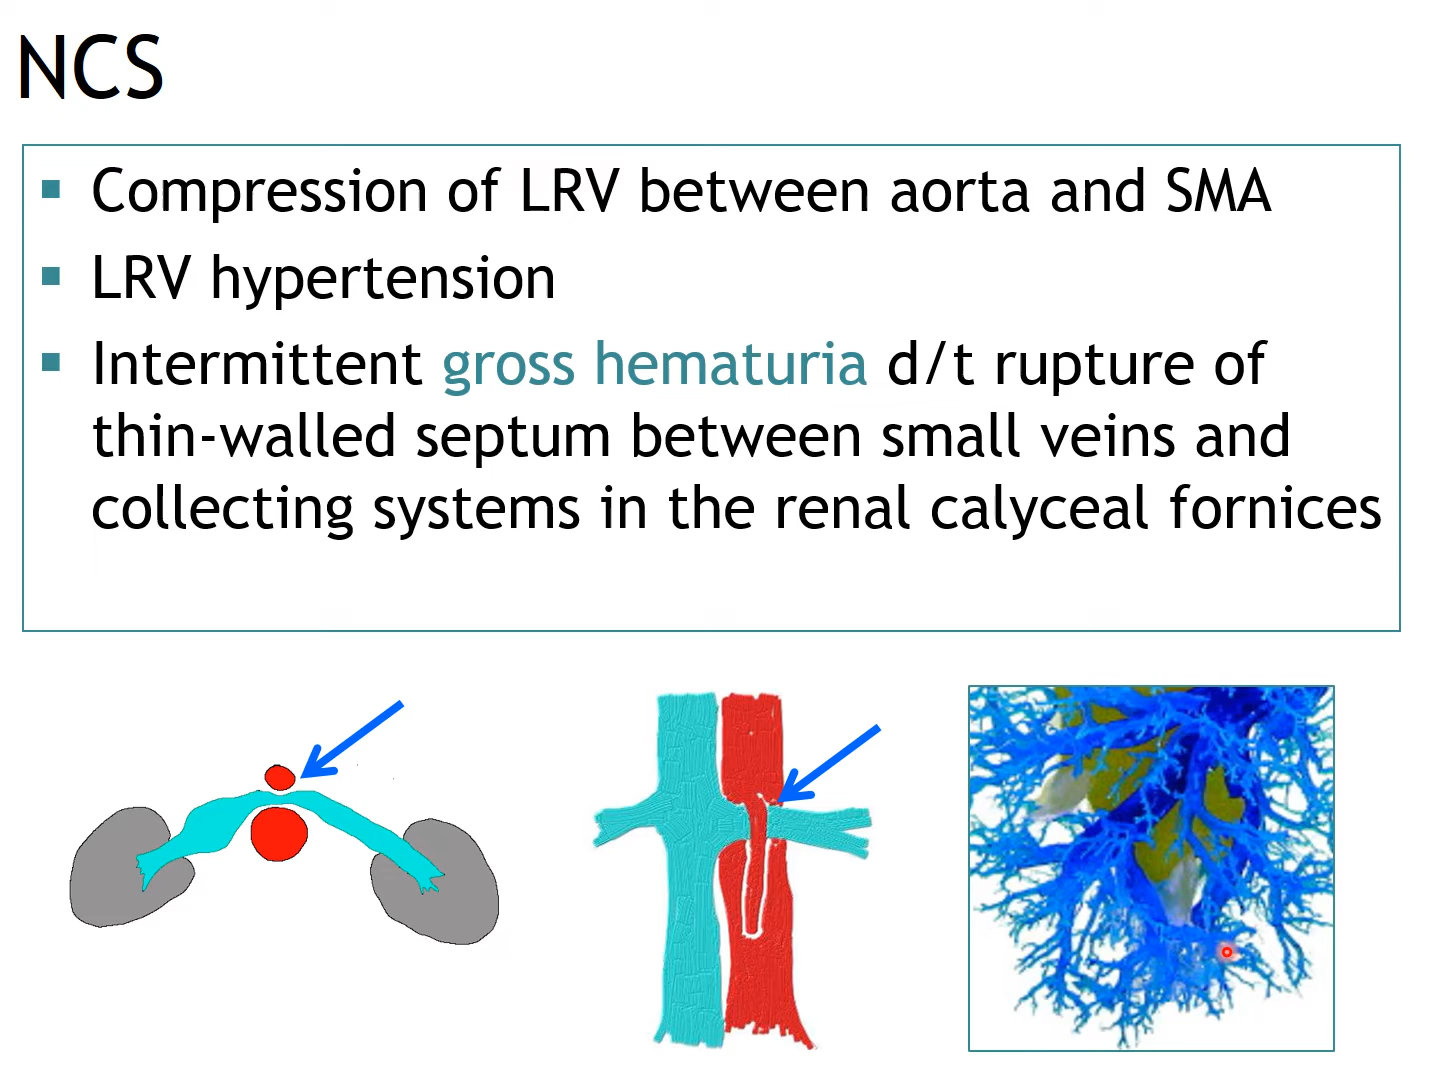 NCS
Compression of LRV between aorta and SMA
LRV hypertension
Intermittent gross hematuria d/t rupture of
thin-walled septum between small veins and
collecting systems in the renal calyceal fornices